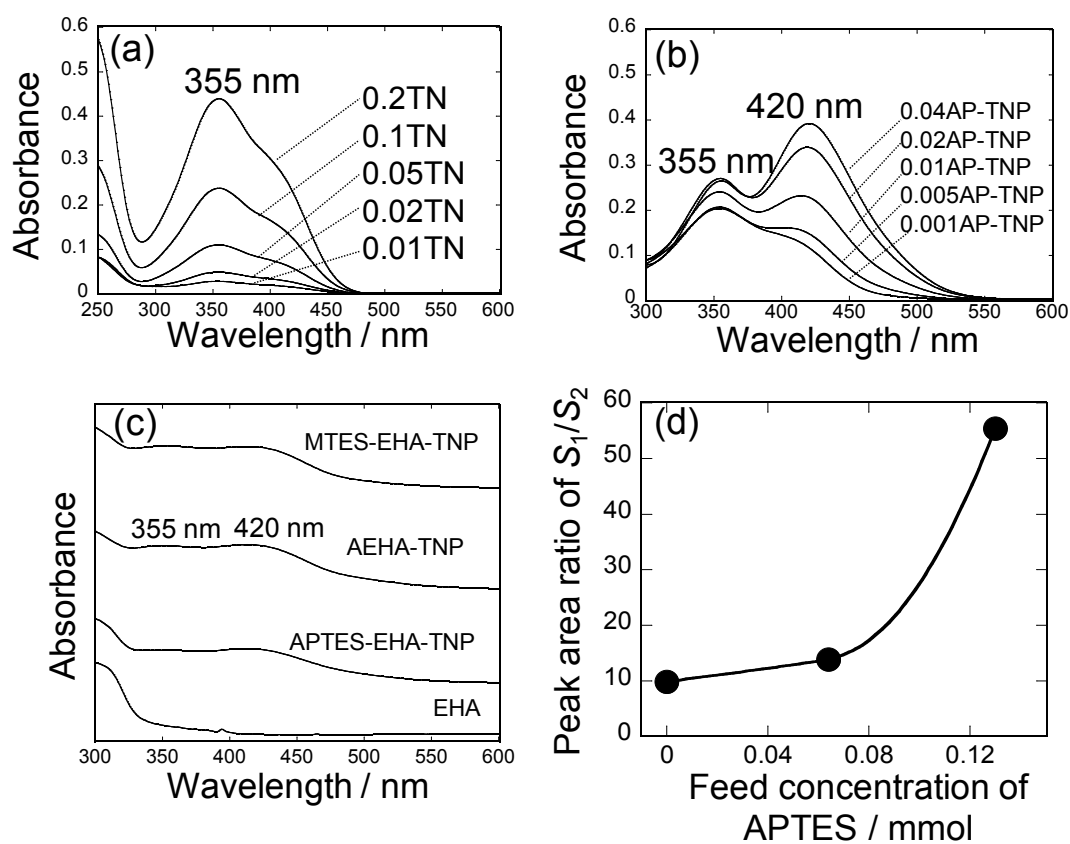 (a)
355 nm
0.2TN
0.1TN
0.05TN
0.02TN
0.01TN
0.6
0.5
0.4
0.3
0.2
0.1
0
250 300 350 400 450 500 550 600
Absorbance
Wavelength / nm
(b)
420 nm
355 nm
0.04AP-TNP
0.02AP-TNP
0.01AP-TNP
0.005AP-TNP
0.001AP-TNP
0.6
0.5
0.4
0.3
0.2
0.1
0
300 350 400 450 500 550 600
Absorbance
Wavelength / nm
(c)
MTES-EHA-TNP
355 nm 420 nm
AEHA-TNP
APTES-EHA-TNP
EHA
300 350 400 450 500 550 600
Absorbance
Wavelength / nm
(d)
60
50
40
30
20
10
0
0 0.04 0.08 0.12
Peak area ratio of S1/S2
Feed concentration of
APTES / mmol